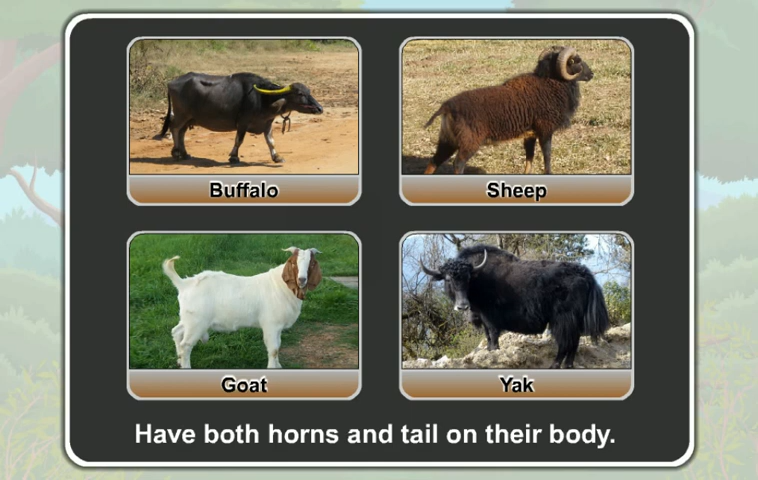 Buffalo
Sheep
Goat
Yak
Have both horns and tail on their body.